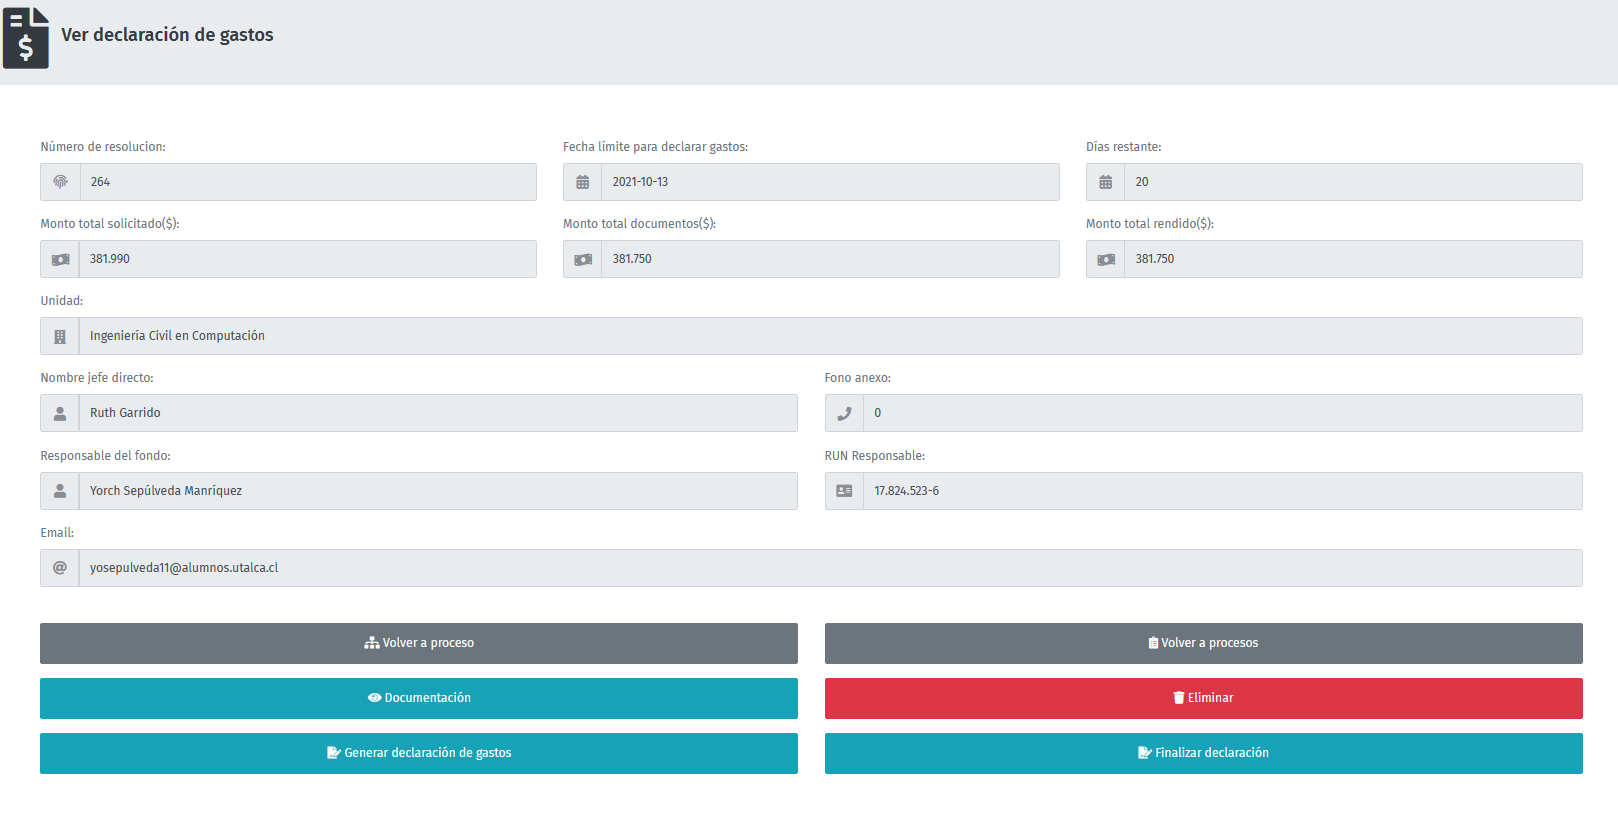 Ver declaración de gastos
Número de resolucion: Fecha límite para declarar gastos: Días restante:
264 2021-10-13 20
Monto total solicitado($): Monto total documentos($): Monto total rendido($):
381.990 381.750 381.750
Unidad:
Ingeniería Civil en Computación
Nombre jefe directo: Fono anexo:
Ruth Garrido 0
Responsable del fondo: RUN Responsable:
Yorch Sepúlveda Manríquez 17.824.523-6
Email:
yosepulveda11@alumnos.utalca.cl
Volver a proceso Volver a procesos
Documentación Eliminar
Generar declaración de gastos Finalizar declaración